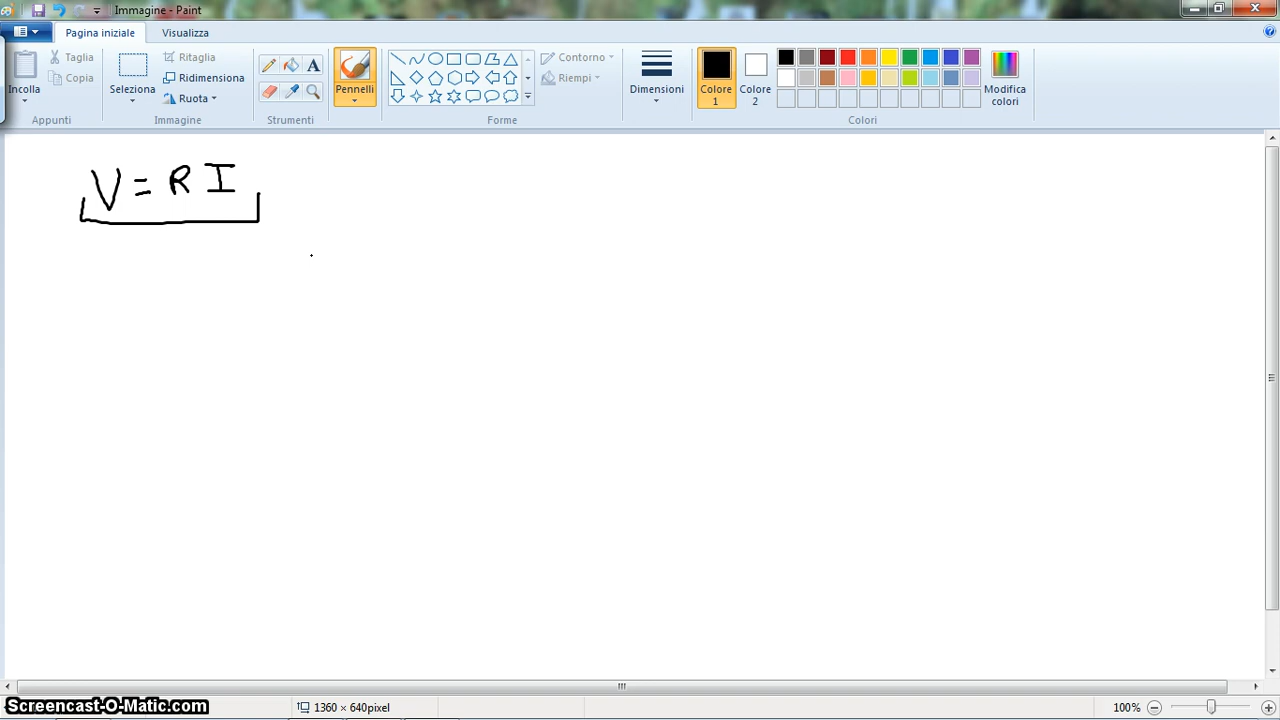 Immagine - Paint
Pagina iniziale
Visualizza
Incolla
Taglia
Copia
Appunti
Seleziona
Ritaglia
Ridimensiona
Ruota
Immagine
A
Strumenti
Pennelli
Contorno
Riempi
Forme
Dimensioni
Colore 1
Colore 2
Modifica colori
Colori
V = R I
Screencast-O-Matic.com
1360 × 640pixel
100%